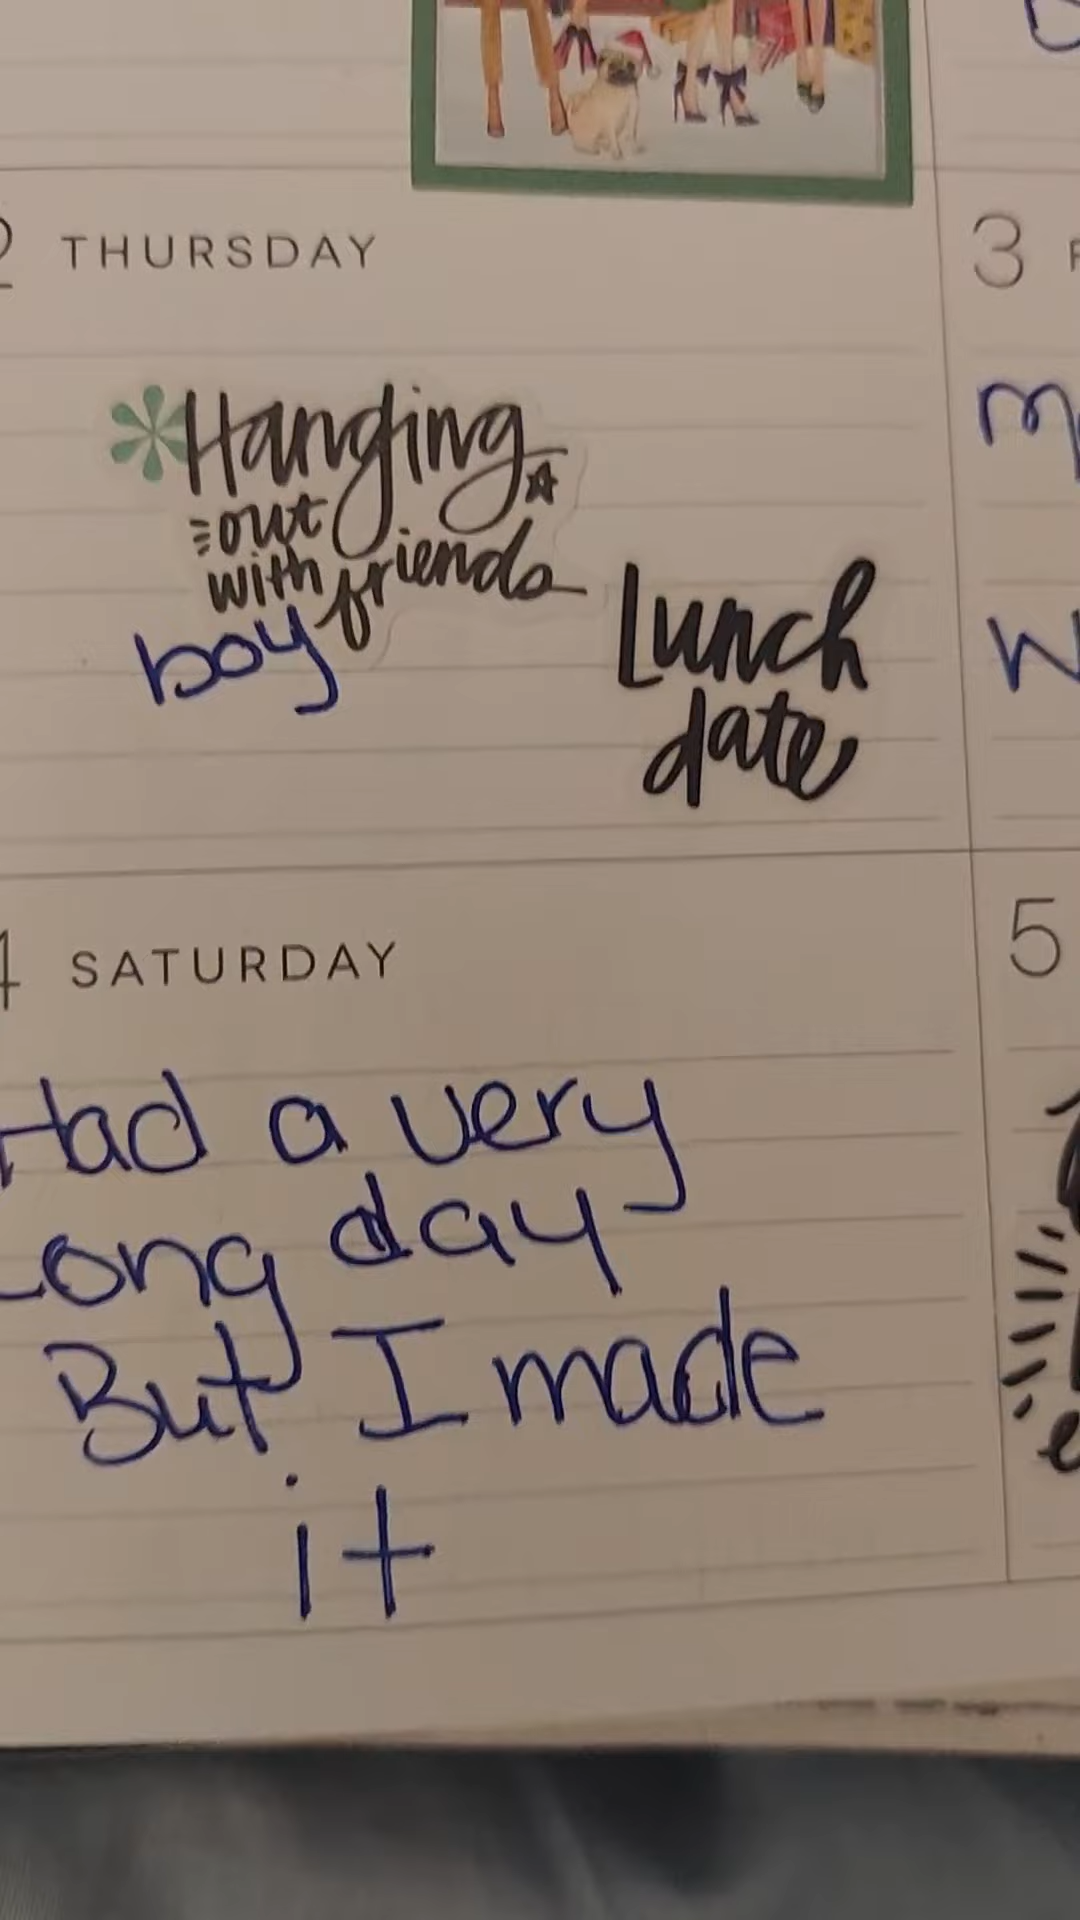 THURSDAY
3
Hanging
out
with friends
boy
Lunch
date
SATURDAY
5
Had a very
Long day
But I made
it